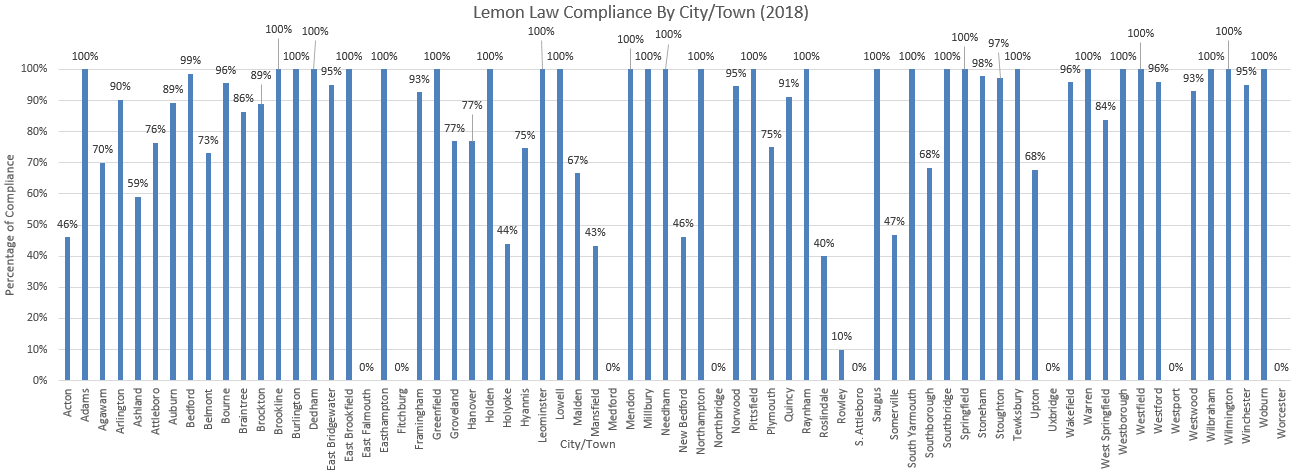 Lemon Law Compliance By City/Town (2018)
Percentage of Compliance
100%
90%
80%
70%
60%
50%
40%
30%
20%
10%
0%
46%
100%
70%
90%
59%
76%
89%
99%
73%
96%
86%
89%
100%
100%
100%
95%
100%
0%
100%
0%
93%
100%
77%
77%
100%
44%
75%
100%
100%
67%
43%
0%
100%
100%
100%
46%
100%
0%
95%
100%
75%
91%
100%
40%
10%
0%
100%
47%
100%
68%
100%
100%
98%
97%
100%
68%
0%
96%
100%
84%
100%
100%
96%
0%
93%
100%
100%
95%
100%
0%
Acton
Adams
Agawam
Arlington
Ashland
Attleboro
Auburn
Bedford
Belmont
Bourne
Braintree
Brockton
Brookline
Burlington
Dedham
East Bridgewater
East Brookfield
East Falmouth
Easthampton
Fitchburg
Framingham
Greenfield
Groveland
Hanover
Holden
Holyoke
Hyannis
Leominster
Lowell
Malden
Mansfield
Medford
Mendon
Millbury
Needham
New Bedford
Northampton
Northbridge
Norwood
Pittsfield
Plymouth
Quincy
Raynham
Roslindale
Rowley
S. Attleboro
Saugus
Somerville
South Yarmouth
Southborough
Southbridge
Springfield
Stoneham
Stoughton
Tewksbury
Upton
Uxbridge
Wakefield
Warren
West Springfield
Westborough
Westfield
Westford
Westport
Westwood
Wilbraham
Wilmington
Winchester
Woburn
Worcester
City/Town